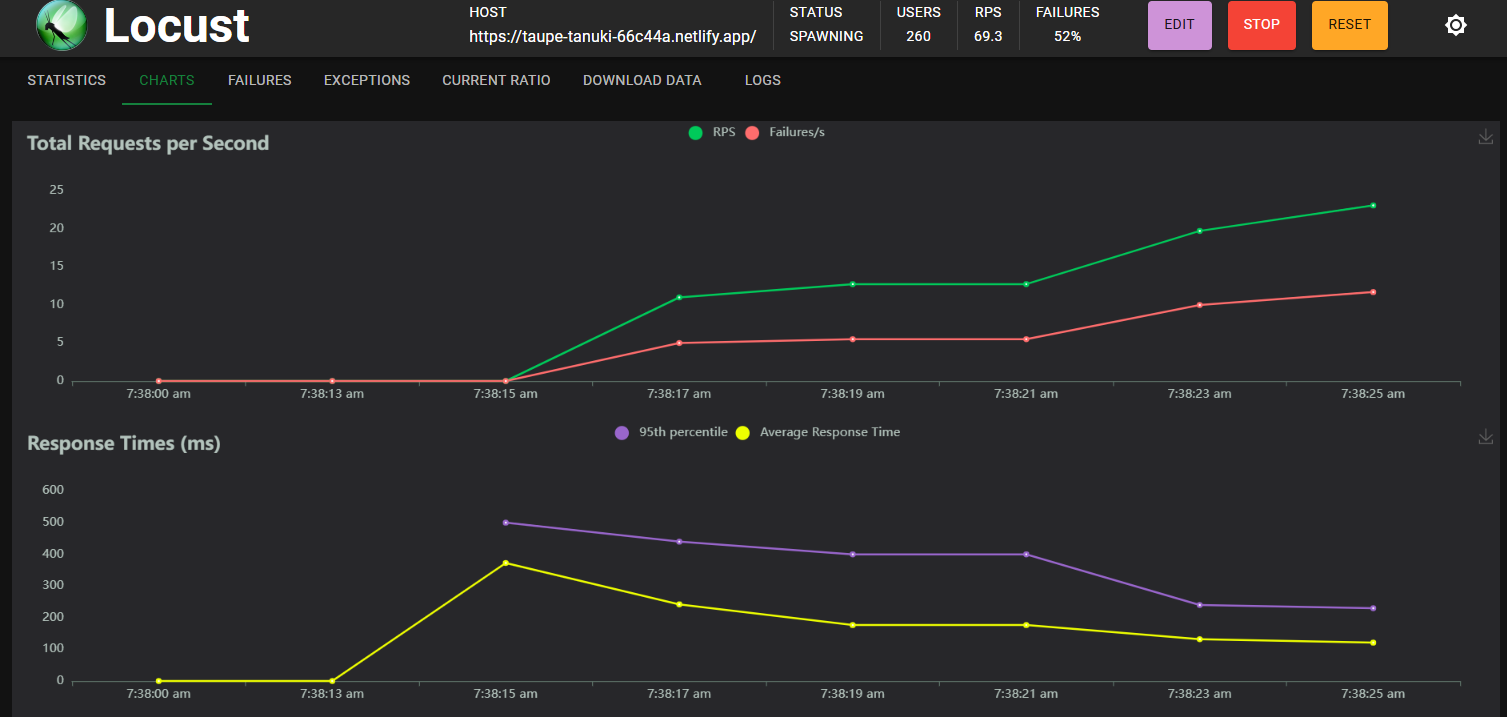 Locust
HOST
https://taupe-tanuki-66c44a.netlify.app/
STATUS
SPAWNING
USERS
260
RPS
69.3
FAILURES
52%
EDIT
STOP
RESET
STATISTICS CHARTS FAILURES EXCEPTIONS CURRENT RATIO DOWNLOAD DATA LOGS
Total Requests per Second
RPS Failures/s
25
20
15
10
5
0
7:38:00 am 7:38:13 am 7:38:15 am 7:38:17 am 7:38:19 am 7:38:21 am 7:38:23 am 7:38:25 am
Response Times (ms)
95th percentile Average Response Time
600
500
400
300
200
100
0
7:38:00 am 7:38:13 am 7:38:15 am 7:38:17 am 7:38:19 am 7:38:21 am 7:38:23 am 7:38:25 am